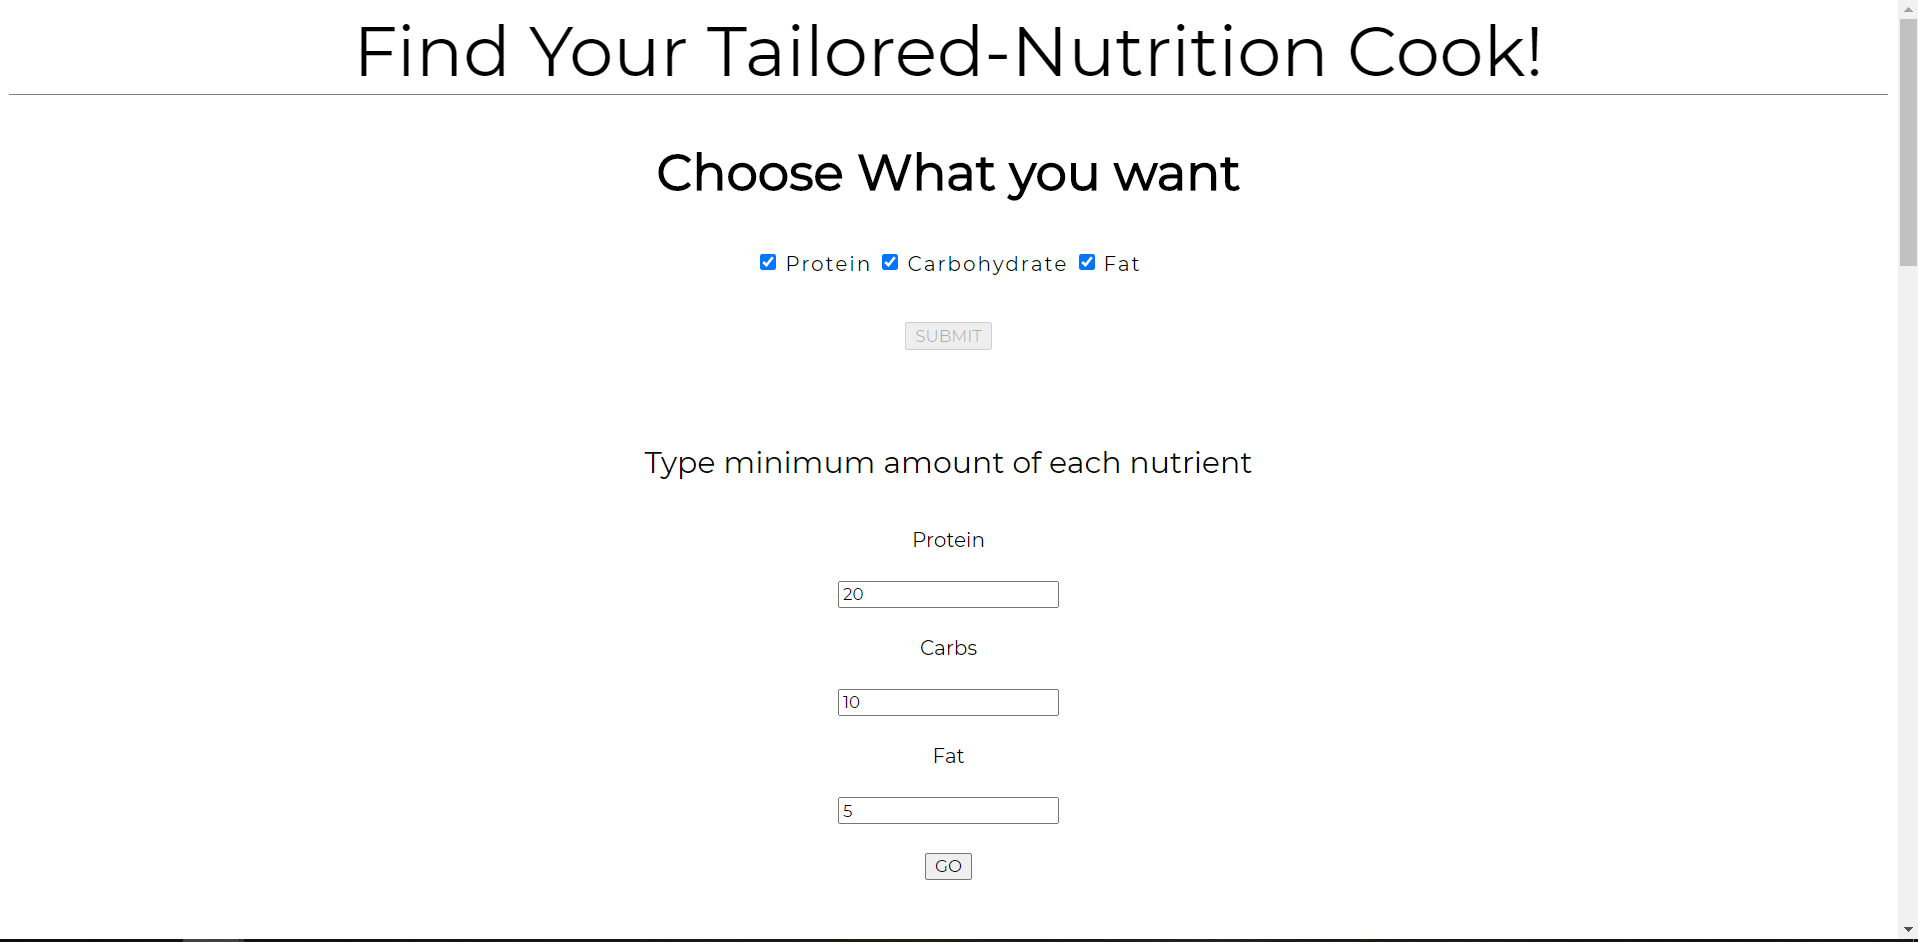 Find Your Tailored-Nutrition Cook!
Choose What you want
Protein Carbohydrate Fat
SUBMIT
Type minimum amount of each nutrient
Protein
20
Carbs
10
Fat
5
GO